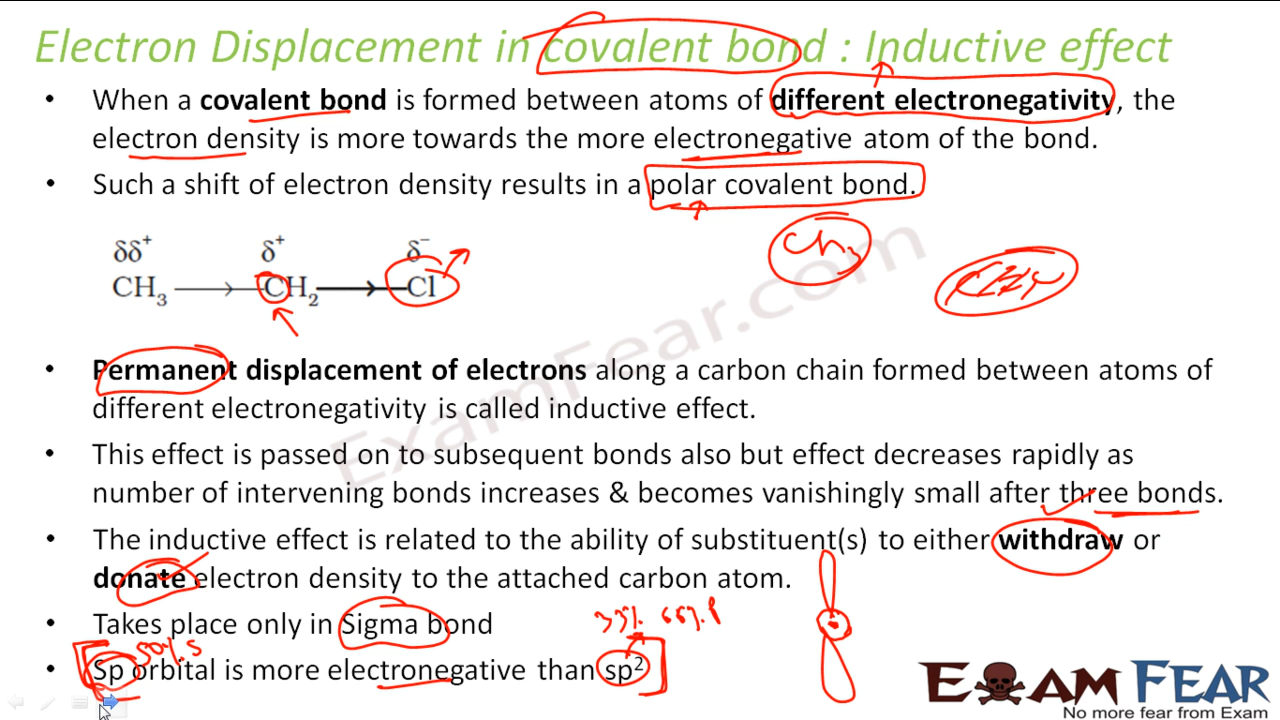 Electron Displacement in covalent bond : Inductive effect
• When a covalent bond is formed between atoms of different electronegativity, the
electron density is more towards the more electronegative atom of the bond.
• Such a shift of electron density results in a polar covalent bond.
CH3
δδ+ δ+ δ-
CH3 CH2 Cl
ExamFear.com
• Permanent displacement of electrons along a carbon chain formed between atoms of
different electronegativity is called inductive effect.
• This effect is passed on to subsequent bonds also but effect decreases rapidly as
number of intervening bonds increases & becomes vanishingly small after three bonds.
• The inductive effect is related to the ability of substituent(s) to either withdraw or
donate electron density to the attached carbon atom.
• Takes place only in Sigma bond
33% 66% P
50% S
• Sp orbital is more electronegative than sp2
EXAM FEAR
No more fear from Exam